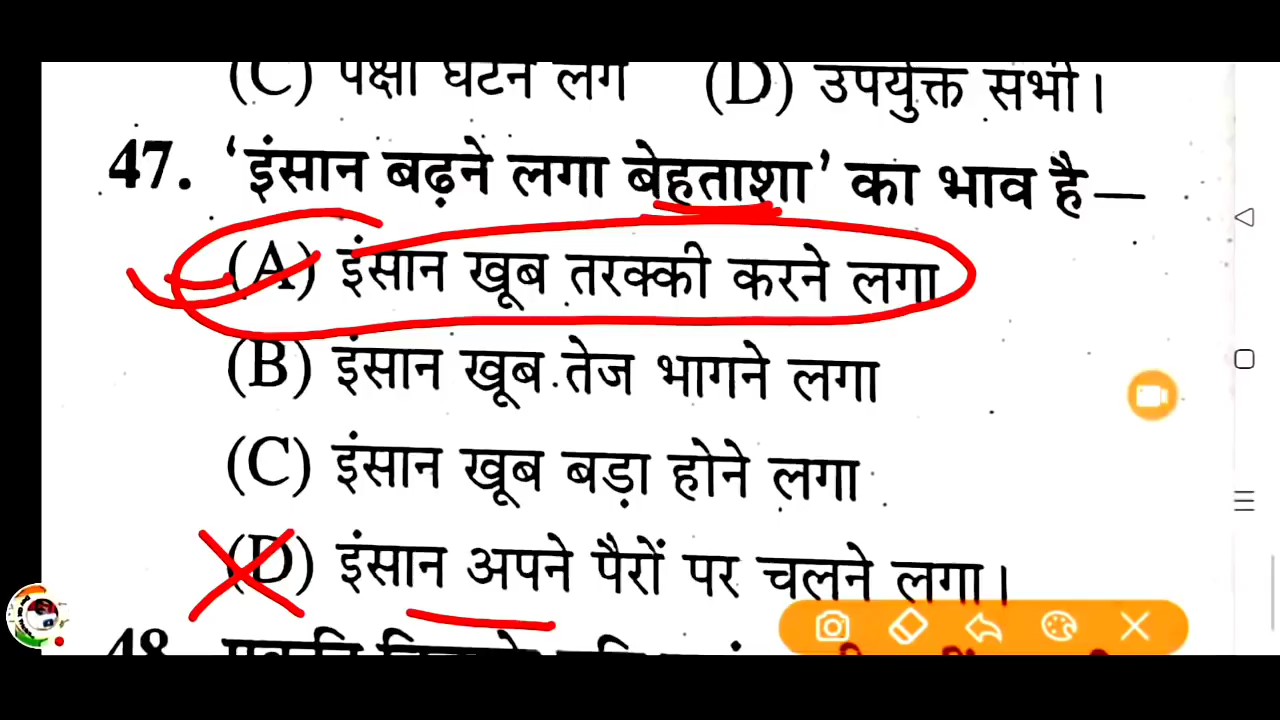 (C) पक्षी घटने लगे (D) उपर्युक्त सभी।
47. 'इंसान बढ़ने लगा बेहताशा' का भाव है—
(A) इंसान खूब तरक्की करने लगा
(B) इंसान खूब तेज भागने लगा
(C) इंसान खूब बड़ा होने लगा
(D) इंसान अपने पैरों पर चलने लगा।
48.